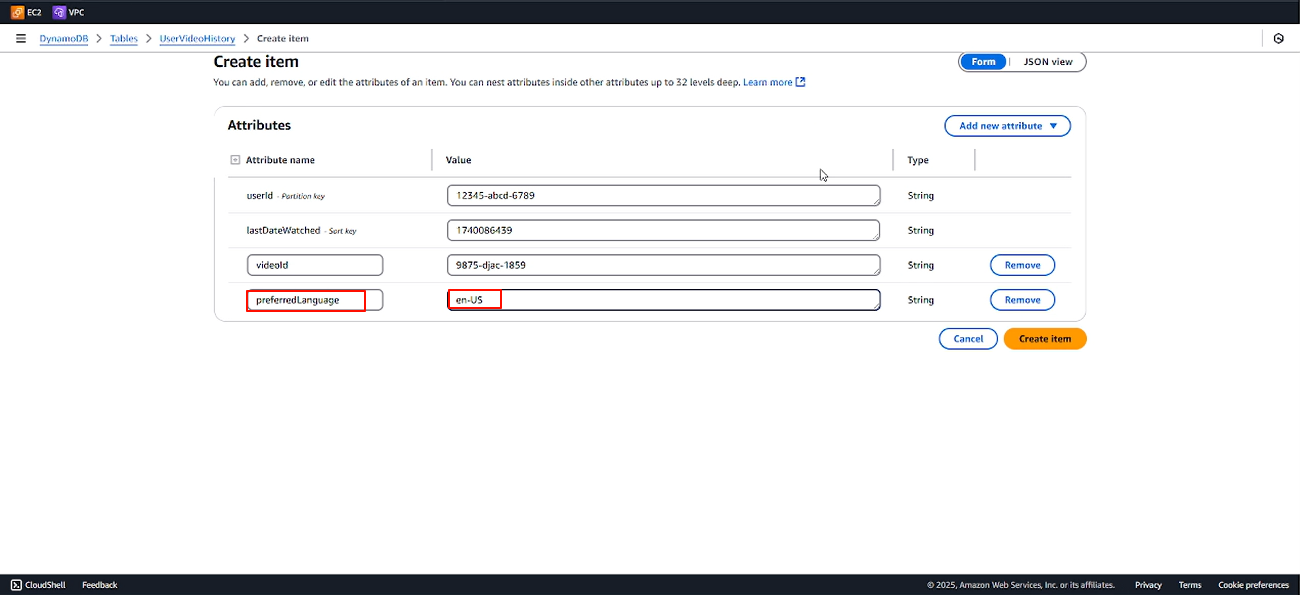 EC2 VPC
DynamoDB > Tables > UserVideoHistory > Create item
Create item
Form | JSON view
You can add, remove, or edit the attributes of an item. You can nest attributes inside other attributes up to 32 levels deep. Learn more
Attributes
Add new attribute
Attribute name Value Type
userId - Partition key 12345-abcd-6789 String
lastDateWatched - Sort key 1740086439 String
videoId 9875-djac-1859 String Remove
preferredLanguage en-US String Remove
Cancel Create item
CloudShell Feedback © 2025, Amazon Web Services, Inc. or its affiliates. Privacy Terms Cookie preferences